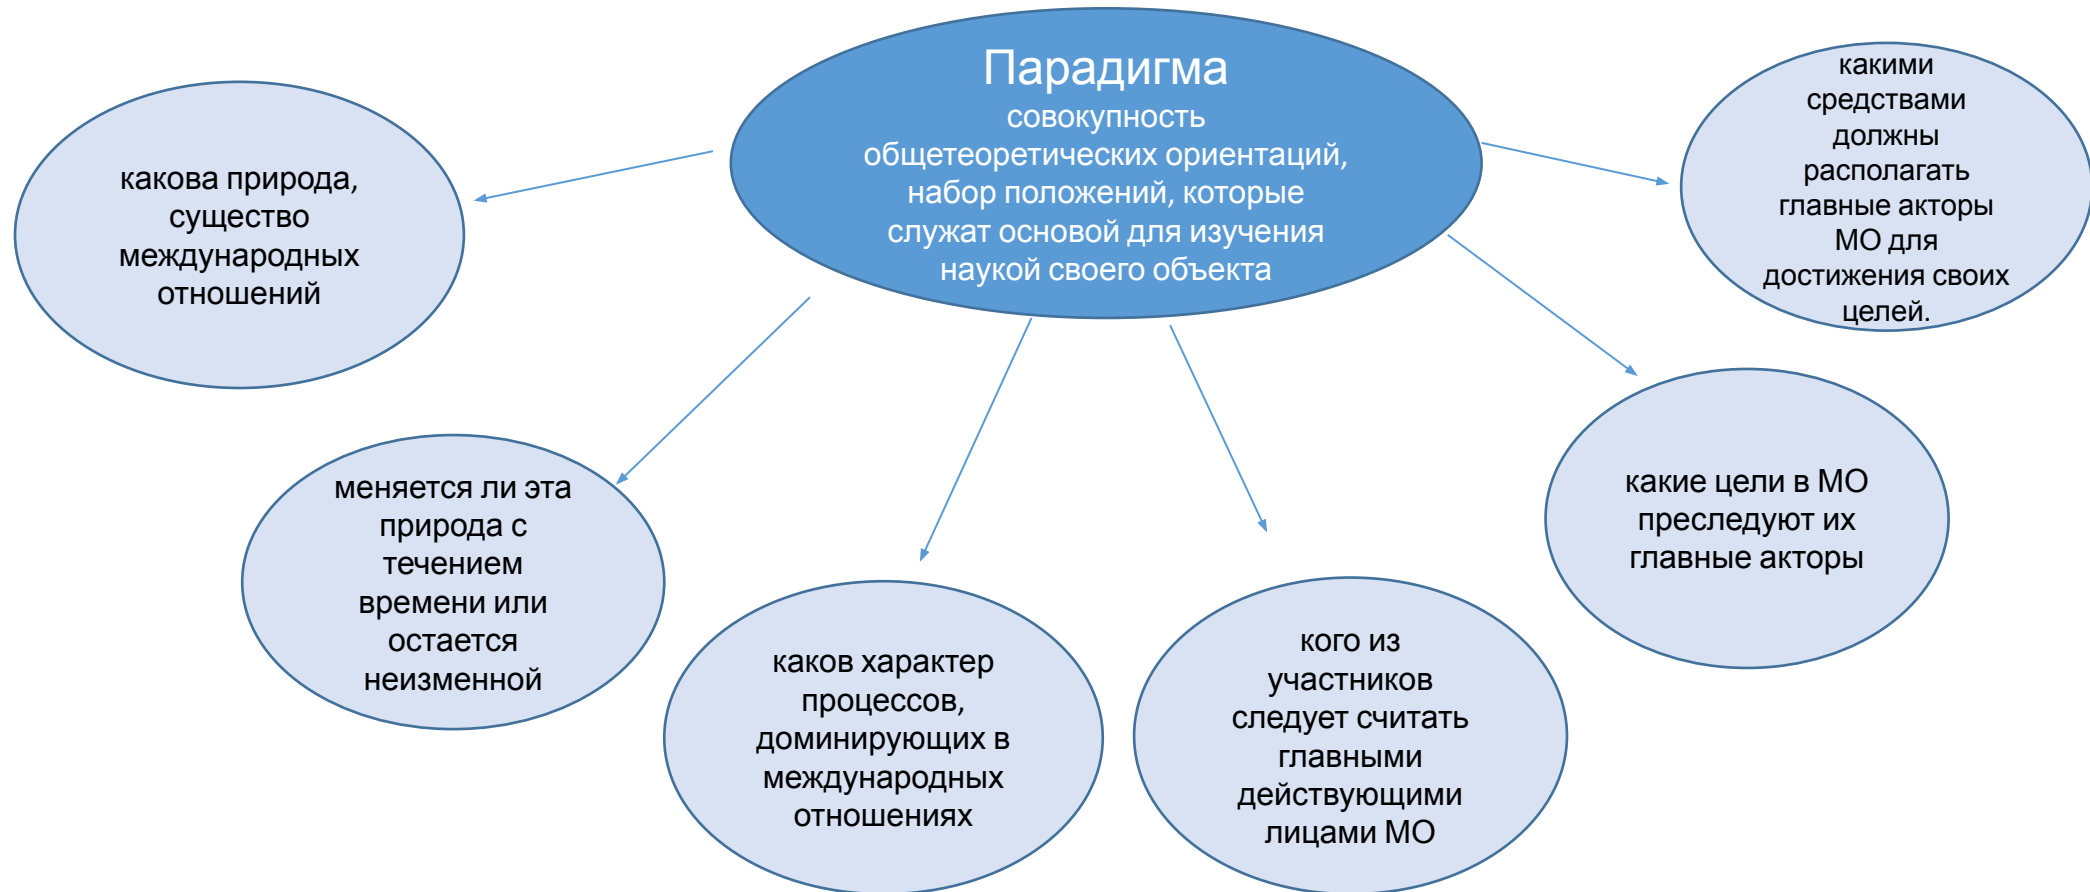 Парадигма
совокупность
общетеоретических ориентаций,
набор положений, которые
служат основой для изучения
наукой своего объекта
какова природа,
существо
международных
отношений
меняется ли эта
природа с
течением
времени или
остается
неизменной
каков характер
процессов,
доминирующих в
международных
отношениях
кого из
участников
следует считать
главными
действующими
лицами МО
какие цели в МО
преследуют их
главные акторы
какими
средствами
должны
располагать
главные акторы
МО для
достижения своих
целей.